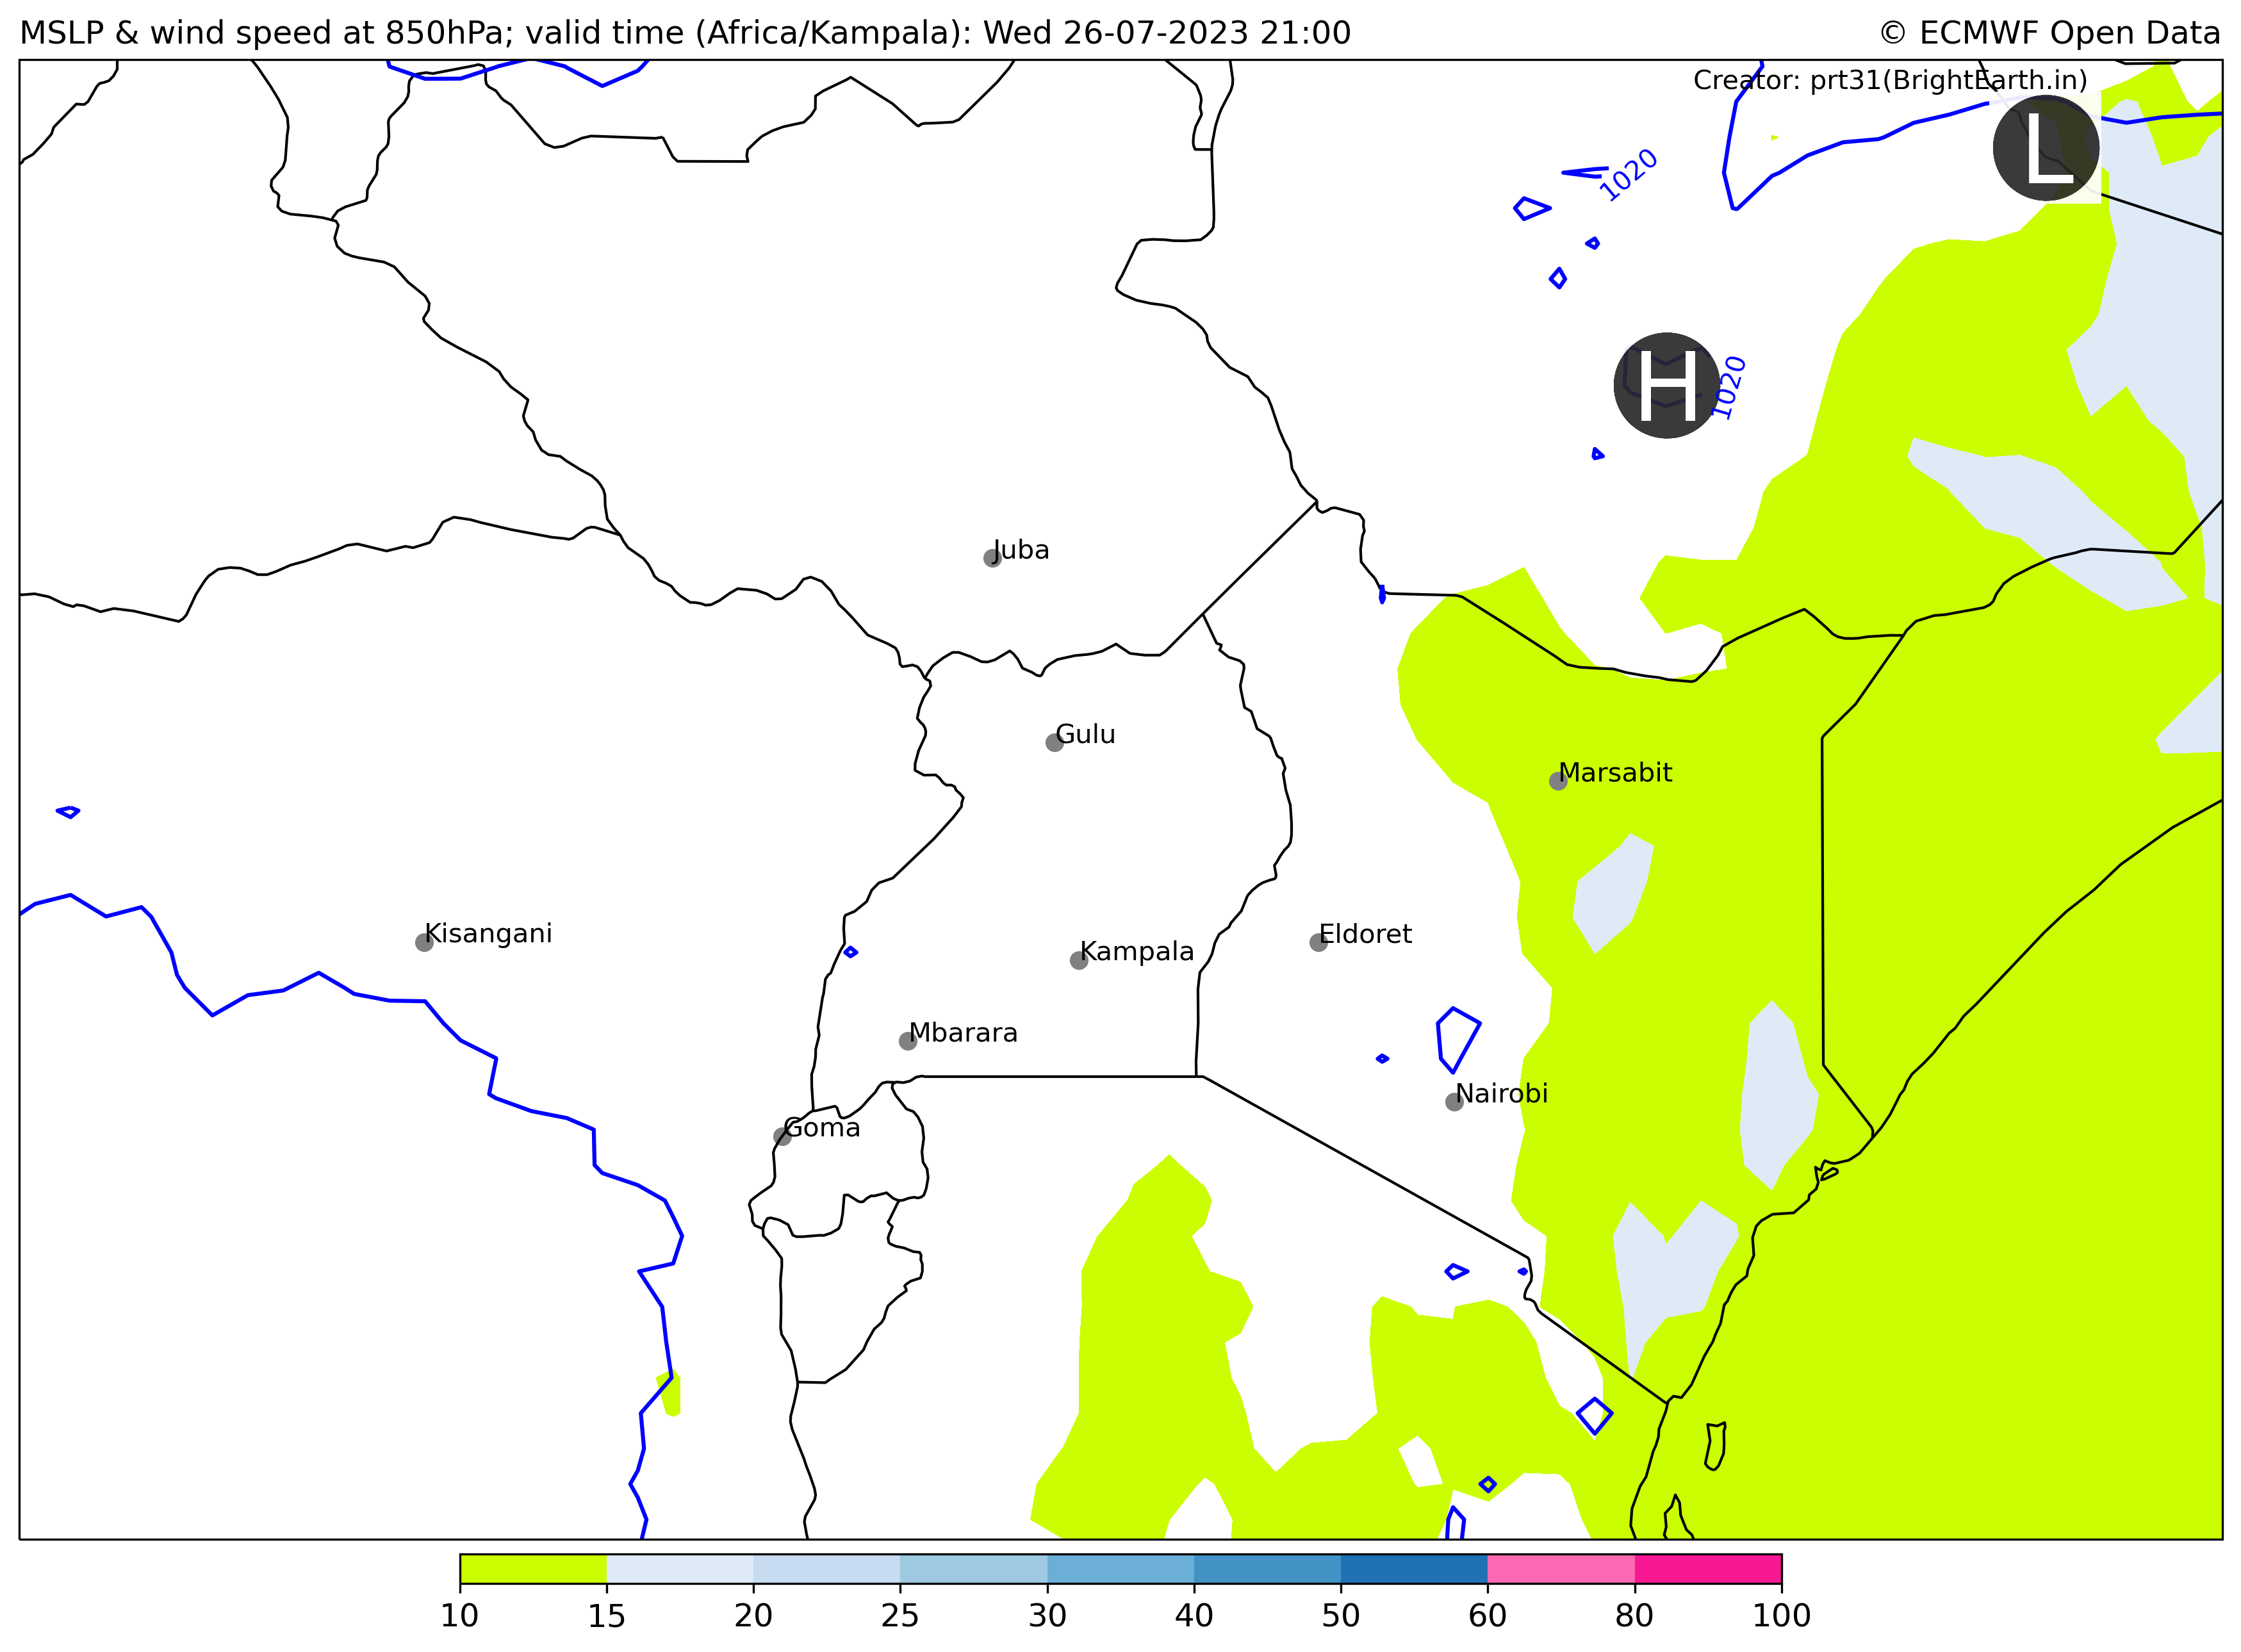 MSLP & wind speed at 850hPa; valid time (Africa/Kampala): Wed 26-07-2023 21:00
© ECMWF Open Data
Creator: prt31(BrightEarth.in)
L
1020
H
1020
Juba
Gulu
Marsabit
Kisangani
Eldoret
Kampala
Mbarara
Nairobi
Goma
10 15 20 25 30 40 50 60 80 100